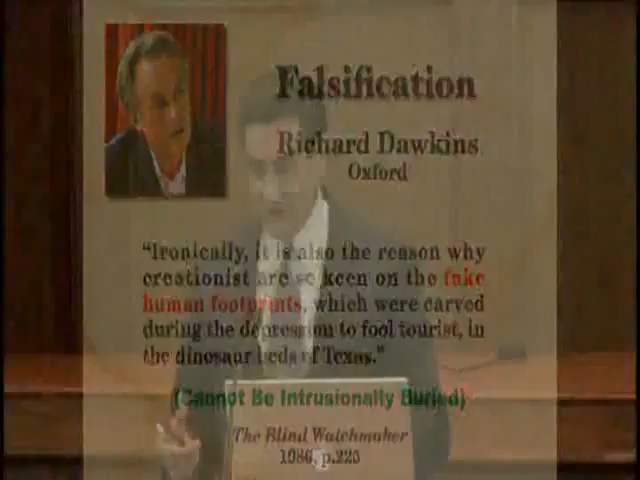 Falsification
Richard Dawkins
Oxford
"Ironically, it is also the reason why
creationist are so keen on the fake
human footprints, which were carved
during the depression to fool tourist, in
the dinosaur beds of Texas."
(Cannot Be Intrusionally Buried)
The Blind Watchmaker
1986, p.225